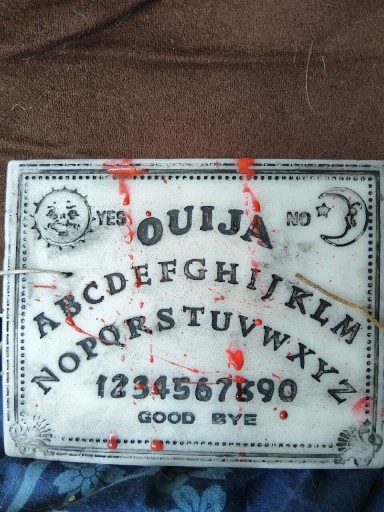 YES OUIJA NO
ABCDEFGHIJKLM
NOPQRSTUVWXYZ
1234567890
GOOD BYE